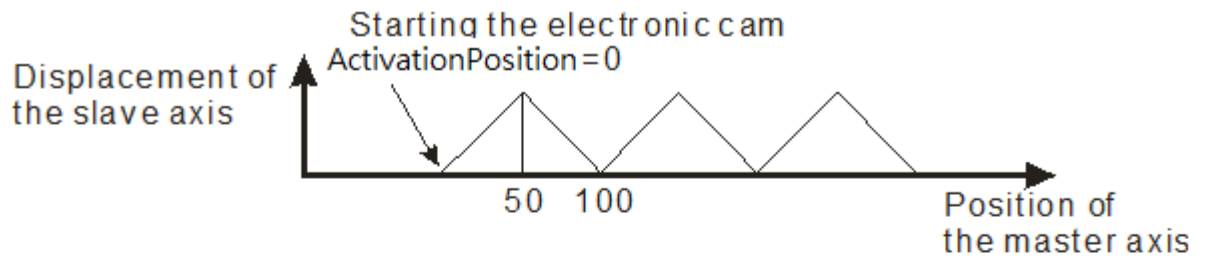 Starting the electronic cam
ActivationPosition=0
Displacement of
the slave axis
50 100
Position of
the master axis